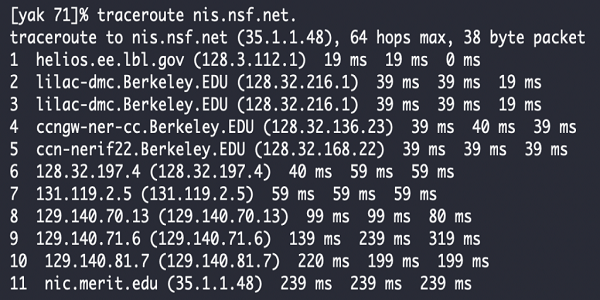 [yak 71]% traceroute nis.nsf.net.
traceroute to nis.nsf.net (35.1.1.48), 64 hops max, 38 byte packet
1 helios.ee.lbl.gov (128.3.112.1) 19 ms 19 ms 0 ms
2 lilac-dmc.Berkeley.EDU (128.32.216.1) 39 ms 39 ms 19 ms
3 lilac-dmc.Berkeley.EDU (128.32.216.1) 39 ms 39 ms 19 ms
4 ccngw-ner-cc.Berkeley.EDU (128.32.136.23) 39 ms 40 ms 39 ms
5 ccn-nerif22.Berkeley.EDU (128.32.168.22) 39 ms 39 ms 39 ms
6 128.32.197.4 (128.32.197.4) 40 ms 59 ms 59 ms
7 131.119.2.5 (131.119.2.5) 59 ms 59 ms 59 ms
8 129.140.70.13 (129.140.70.13) 99 ms 99 ms 80 ms
9 129.140.71.6 (129.140.71.6) 139 ms 239 ms 319 ms
10 129.140.81.7 (129.140.81.7) 220 ms 199 ms 199 ms
11 nic.merit.edu (35.1.1.48) 239 ms 239 ms 239 ms